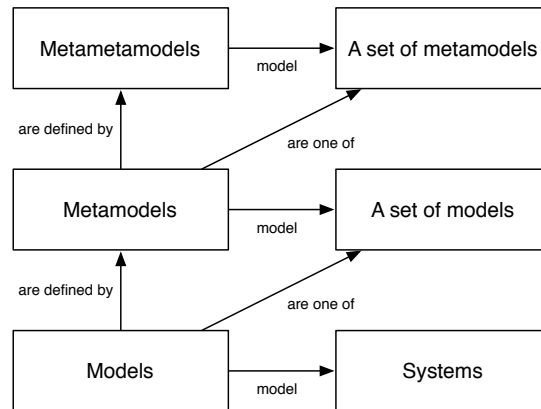 Metametamodels
A set of metamodels
model
are defined by
are one of
Metamodels
A set of models
model
are defined by
are one of
Models
Systems
model